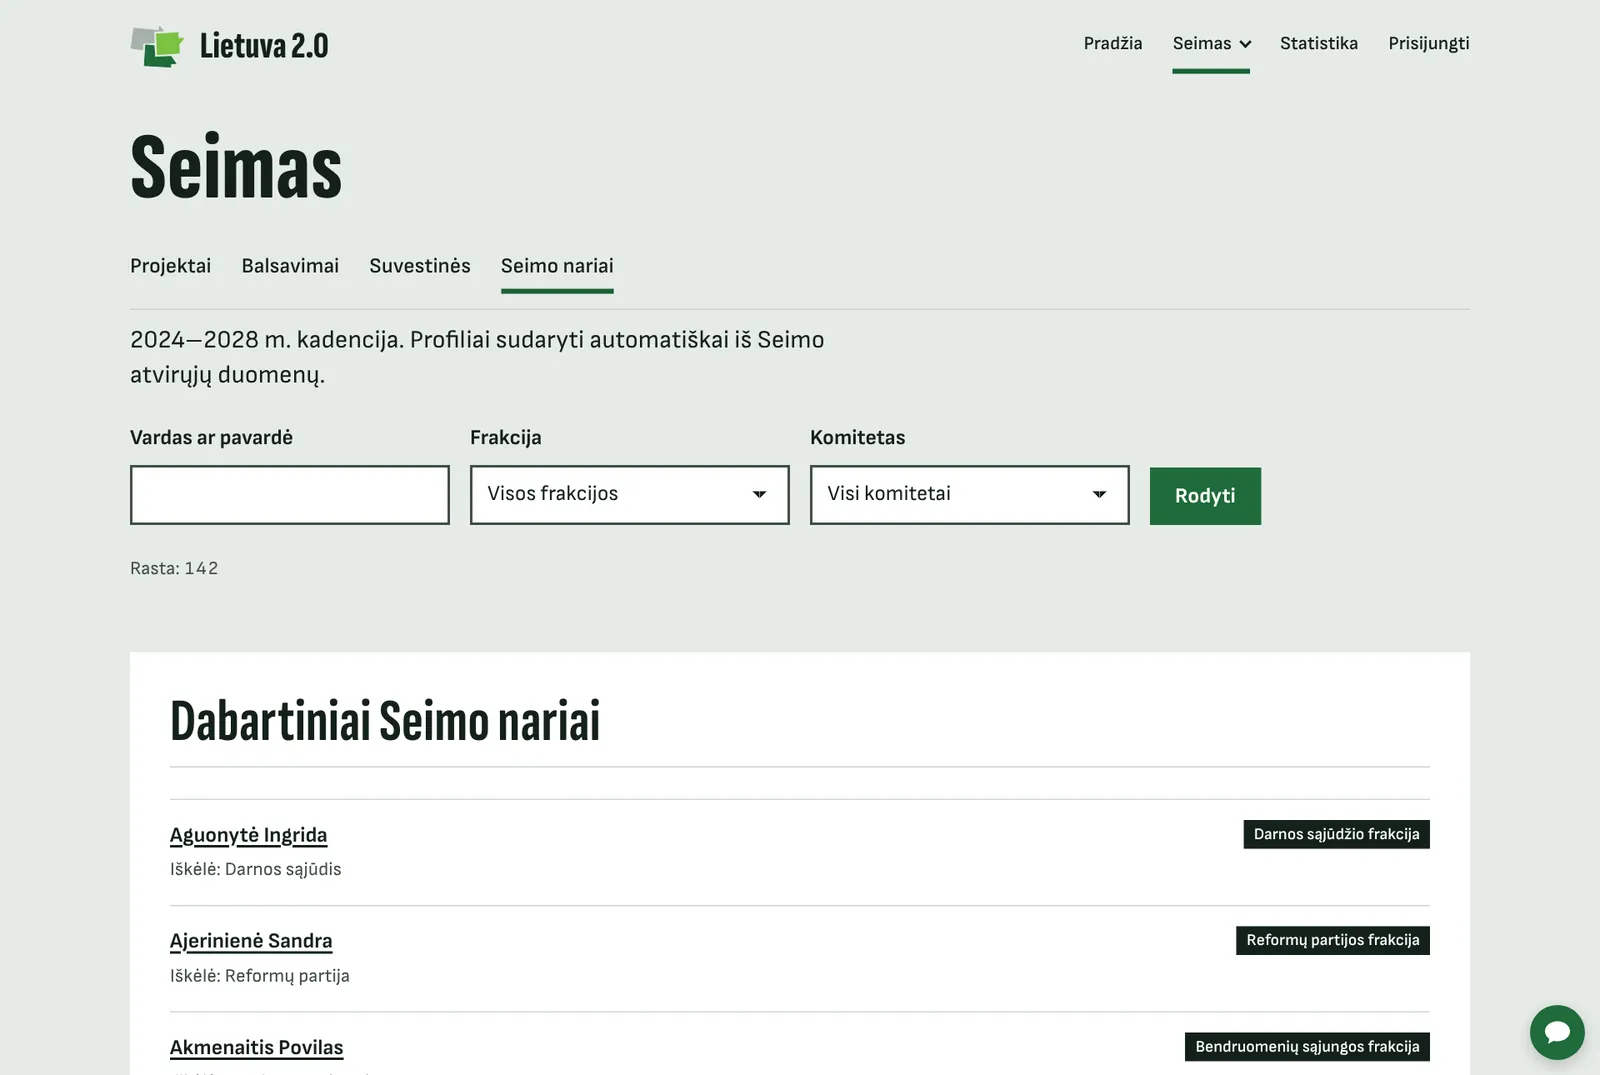 Lietuva 2.0
Pradžia
Seimas
Statistika
Prisijungti
Seimas
Projektai
Balsavimai
Suvestinės
Seimo nariai
2024–2028 m. kadencija. Profiliai sudaryti automatiškai iš Seimo
atvirųjų duomenų.
Vardas ar pavardė
Frakcija
Komitetas
Visos frakcijos
Visi komitetai
Rodyti
Rasta: 142
Dabartiniai Seimo nariai
Aguonytė Ingrida
Darnos sąjūdžio frakcija
Iškėlė: Darnos sąjūdis
Ajerinienė Sandra
Reformų partijos frakcija
Iškėlė: Reformų partija
Akmenaitis Povilas
Bendruomenių sąjungos frakcija